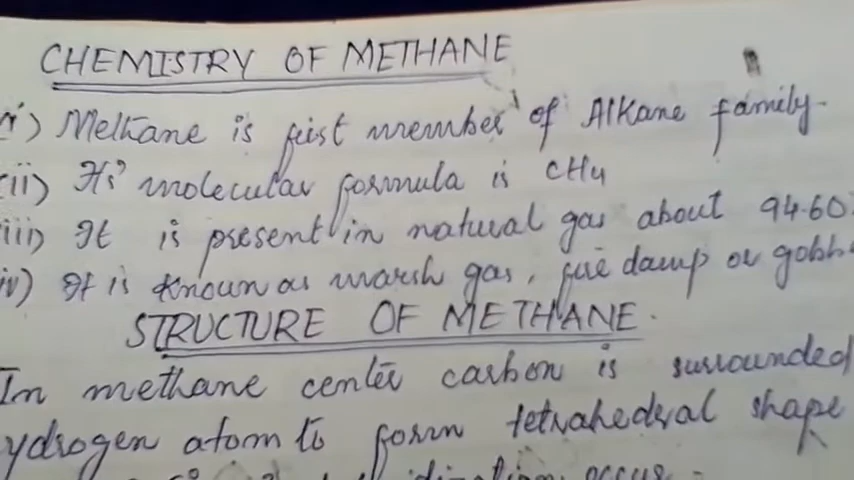 CHEMISTRY OF METHANE
i) Methane is first member of Alkane family.
(ii) Its molecular formula is CH4
iii) It is present in natural gas about 94.60
iv) It is known as marsh gas, fire damp or
STRUCTURE OF METHANE.
In methane center carbon is surrounded
ydrogen atom to form tetrahedral shape
occus